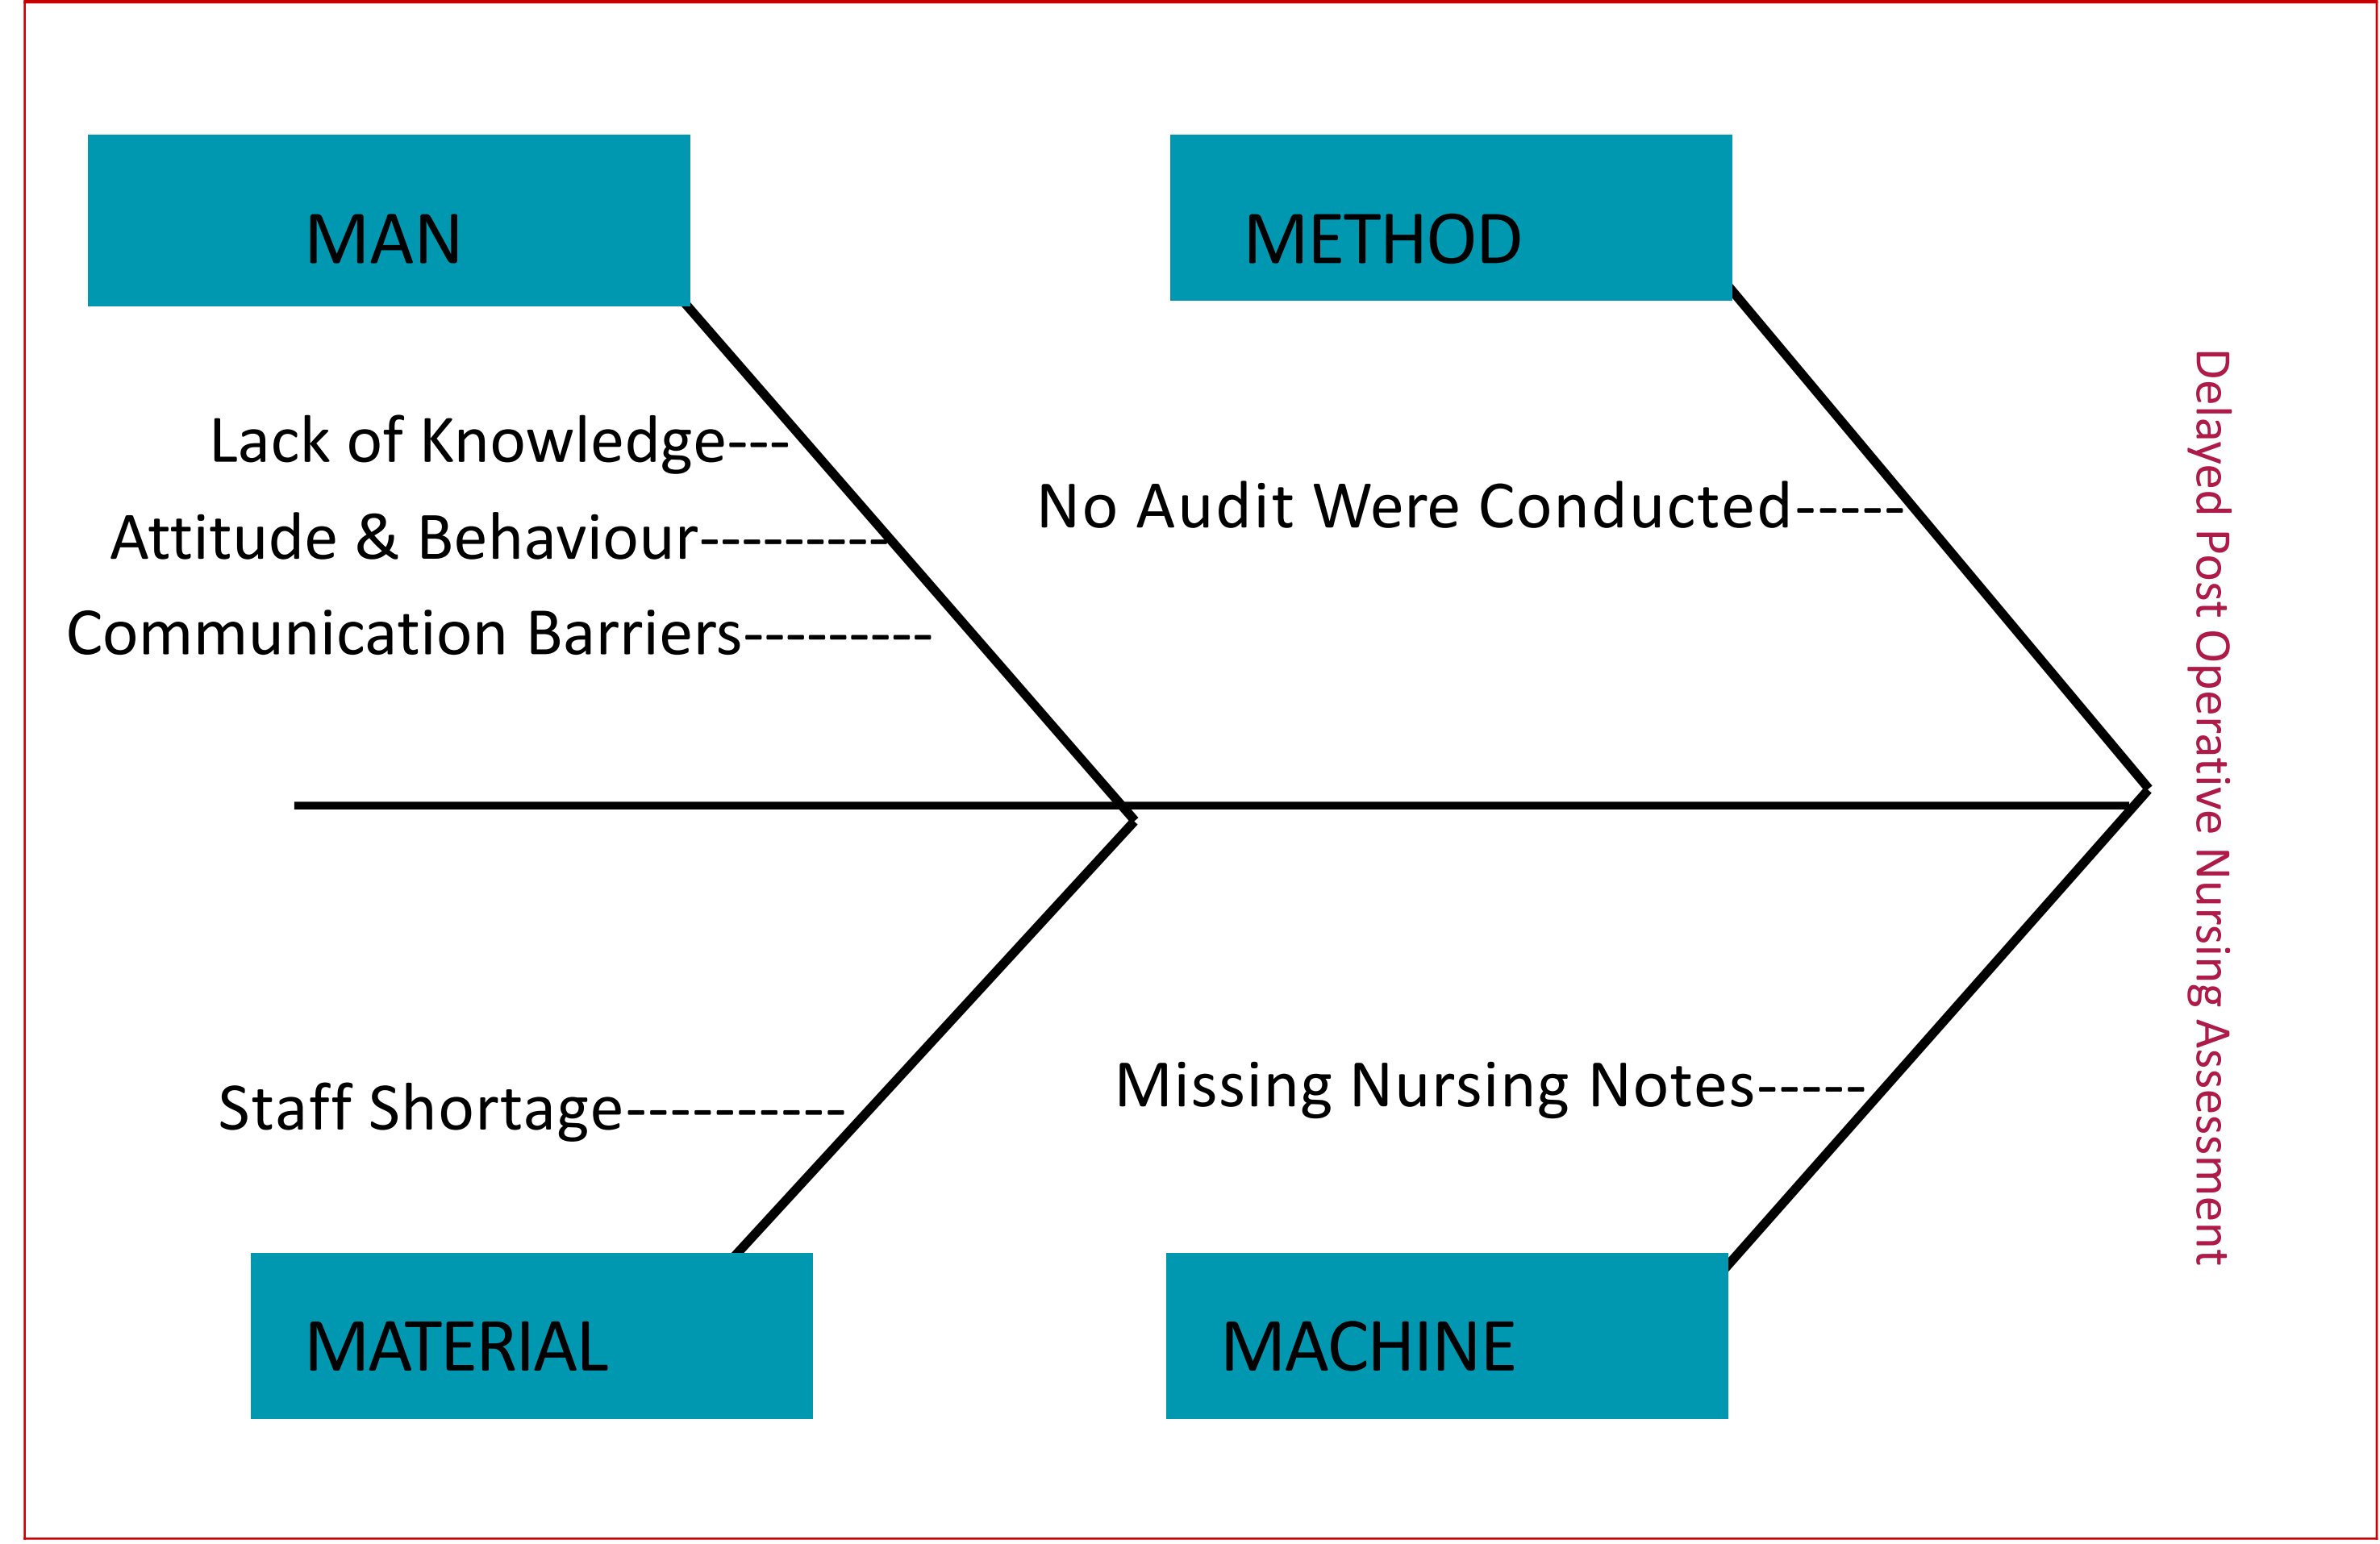 MAN
METHOD
Lack of Knowledge---
Attitude & Behaviour---------
Communication Barriers---------
No Audit Were Conducted-----
Delayed Post Operative Nursing Assessment
Staff Shortage----------
Missing Nursing Notes-----
MATERIAL
MACHINE